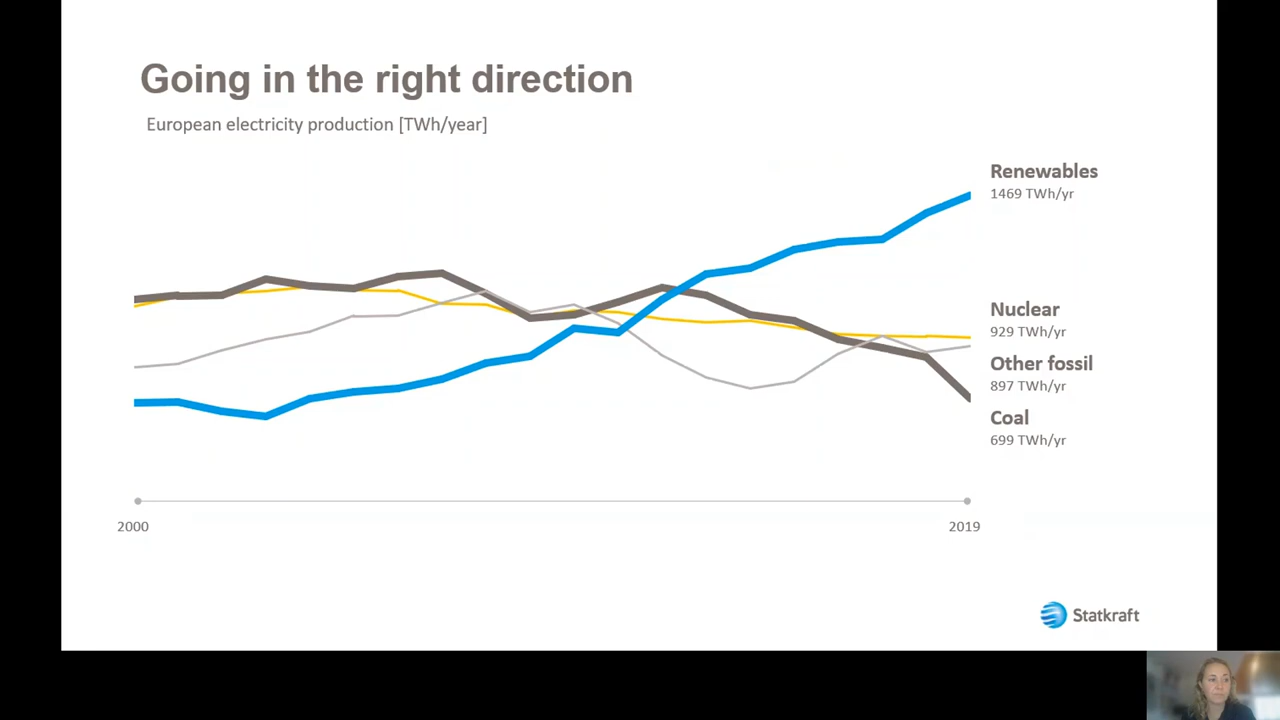 Going in the right direction
European electricity production [TWh/year]
Renewables
1469 TWh/yr
Nuclear
929 TWh/yr
Other fossil
897 TWh/yr
Coal
699 TWh/yr
2000
2019
Statkraft